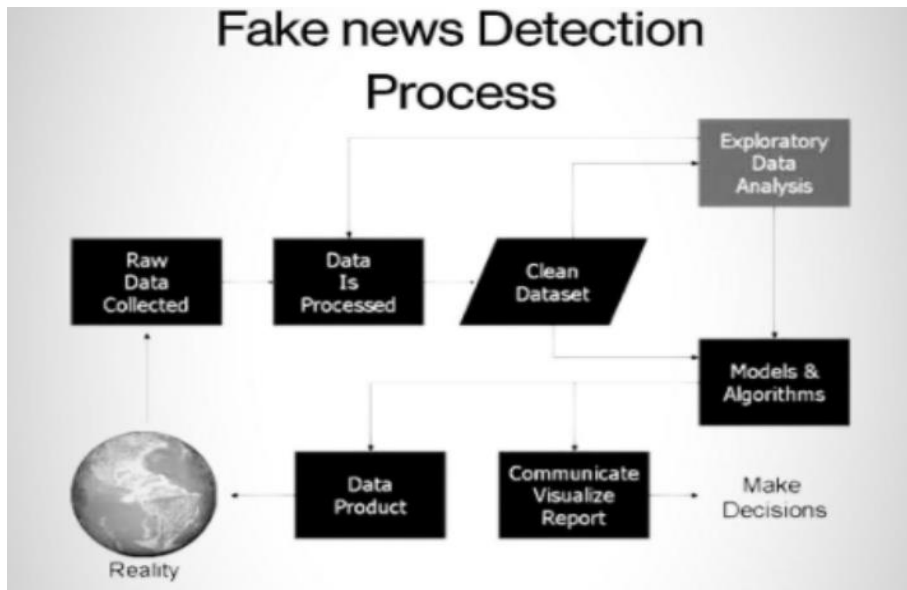 Fake news Detection
Process
Exploratory
Data
Analysis
Raw
Data
Collected
Data
Is
Processed
Clean
Dataset
Models &
Algorithms
Data
Product
Communicate
Visualize
Report
Make
Decisions
Reality